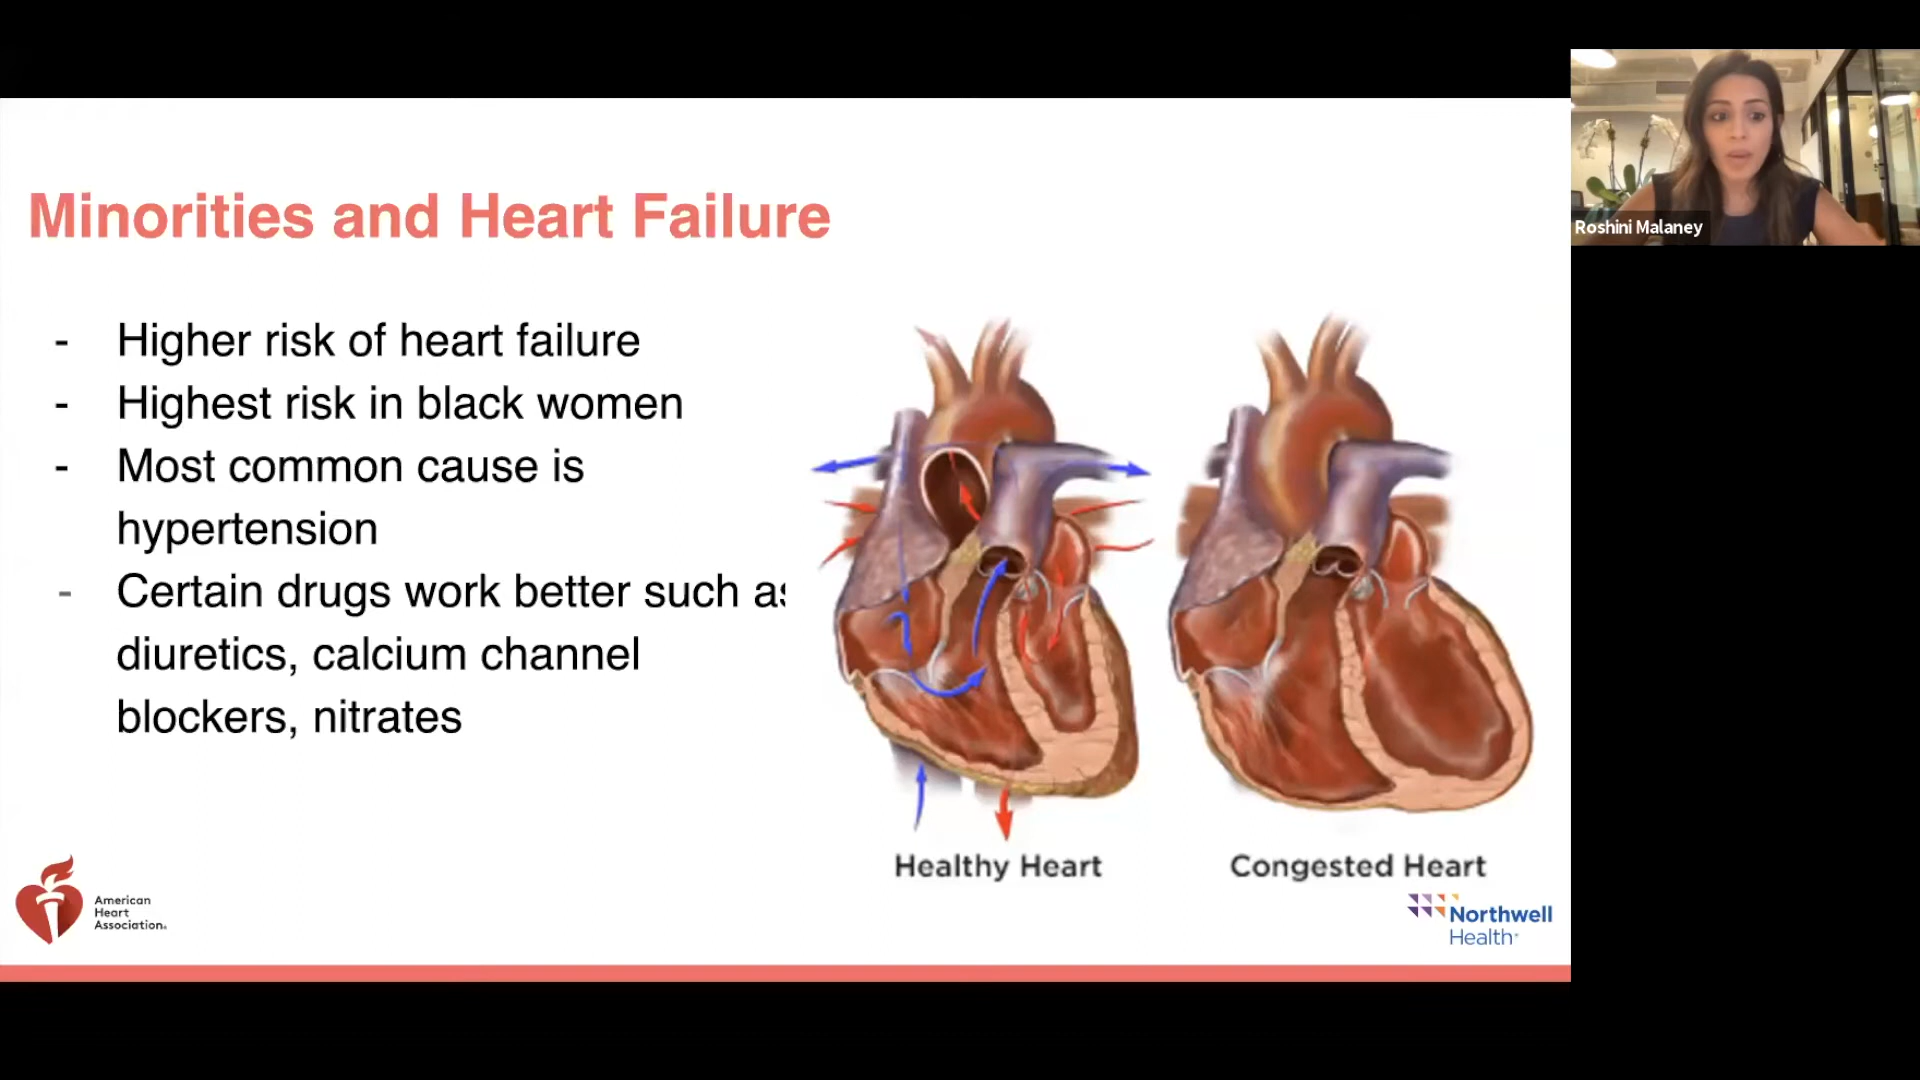 Roshini Malaney
Minorities and Heart Failure
- Higher risk of heart failure
- Highest risk in black women
- Most common cause is
hypertension
- Certain drugs work better such as
diuretics, calcium channel
blockers, nitrates
Healthy Heart
Congested Heart
American
Heart
Association®
Northwell
Health®